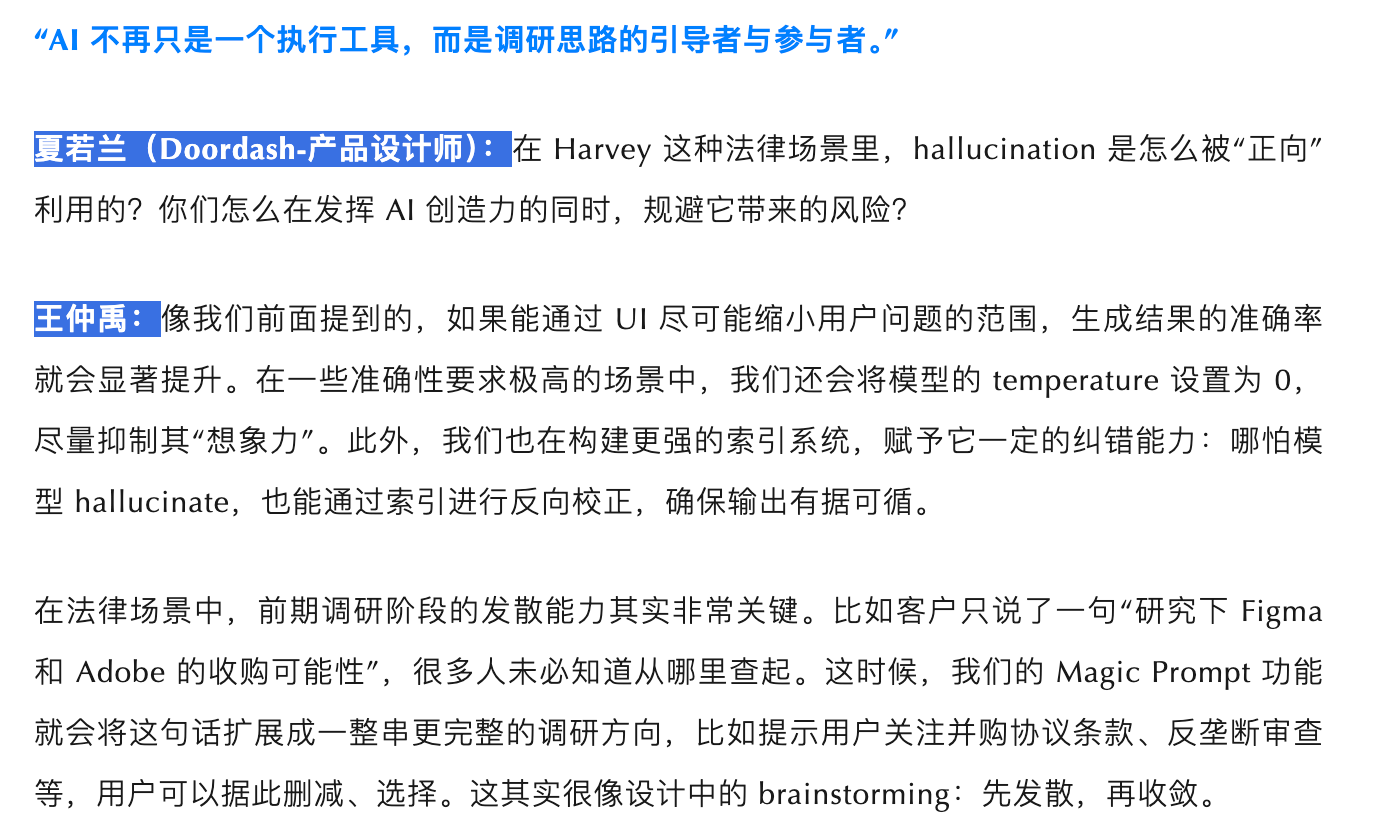 “AI 不再只是一个执行工具，而是调研思路的引导者与参与者。”
夏若兰（Doordash-产品设计师）：在 Harvey 这种法律场景里，hallucination 是怎么被“正向”
利用的？你们怎么在发挥 AI 创造力的同时，规避它带来的风险？
王仲禹：像我们前面提到的，如果能通过 UI 尽可能缩小用户问题的范围，生成结果的准确率
就会显著提升。在一些准确性要求极高的场景中，我们还会将模型的 temperature 设置为 0，
尽量抑制其“想象力”。此外，我们也在构建更强的索引系统，赋予它一定的纠错能力：哪怕模
型 hallucinate，也能通过索引进行反向校正，确保输出有据可循。
在法律场景中，前期调研阶段的发散能力其实非常关键。比如客户只说了一句“研究下 Figma
和 Adobe 的收购可能性”，很多人未必知道从哪里查起。这时候，我们的 Magic Prompt 功能
就会将这句话扩展成一整串更完整的调研方向，比如提示用户关注并购协议条款、反垄断审查
等，用户可以据此删减、选择。这其实很像设计中的 brainstorming：先发散，再收敛。